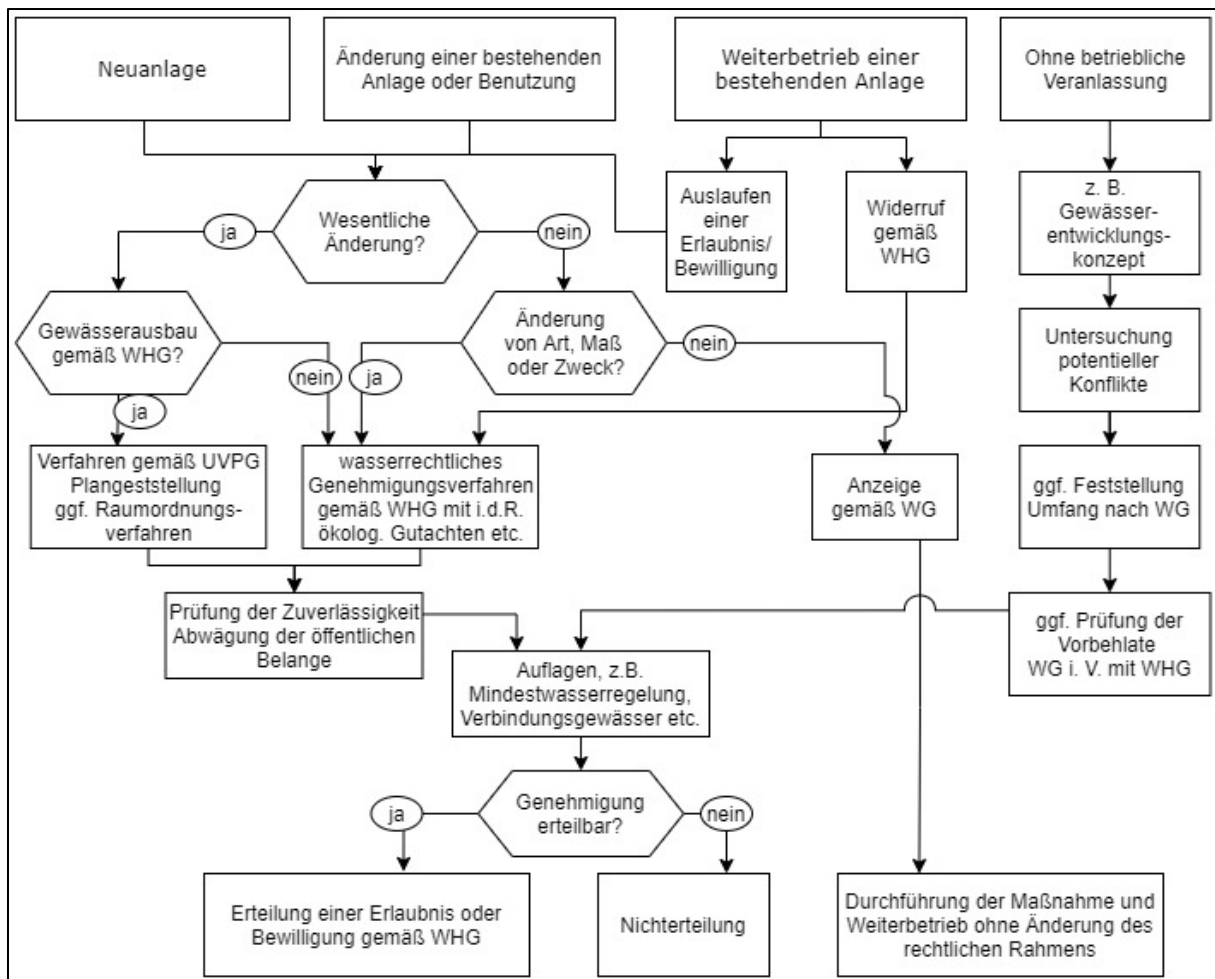 Neuanlage
Änderung einer bestehenden
Anlage oder Benutzung
Weiterbetrieb einer
bestehenden Anlage
Ohne betriebliche
Veranlassung
Wesentliche
Änderung?
ja
nein
Auslaufen
einer
Erlaubnis/
Bewilligung
Widerruf
gemäß
WHG
z. B.
Gewässer-
entwicklungs-
konzept
Gewässerausbau
gemäß WHG?
nein
ja
Änderung
von Art, Maß
oder Zweck?
ja
nein
Untersuchung
potentieller
Konflikte
Verfahren gemäß UVPG
Plangeststellung
ggf. Raumordnungs-
verfahren
wasserrechtliches
Genehmigungsverfahren
gemäß WHG mit i.d.R.
ökolog. Gutachten etc.
Anzeige
gemäß WG
ggf. Feststellung
Umfang nach WG
Prüfung der Zuverlässigkeit
Abwägung der öffentlichen
Belange
ggf. Prüfung der
Vorbehlate
WG i. V. mit WHG
Auflagen, z.B.
Mindestwasserregelung,
Verbindungsgewässer etc.
Genehmigung
erteilbar?
ja
nein
Erteilung einer Erlaubnis oder
Bewilligung gemäß WHG
Nichterteilung
Durchführung der Maßnahme und
Weiterbetrieb ohne Änderung des
rechtlichen Rahmens